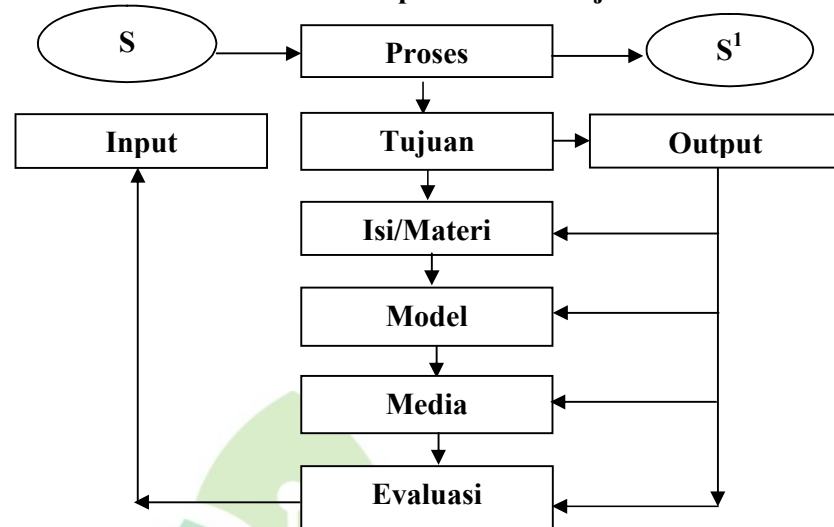 S Proses S¹
Input Tujuan Output
Isi/Materi
Model
Media
Evaluasi